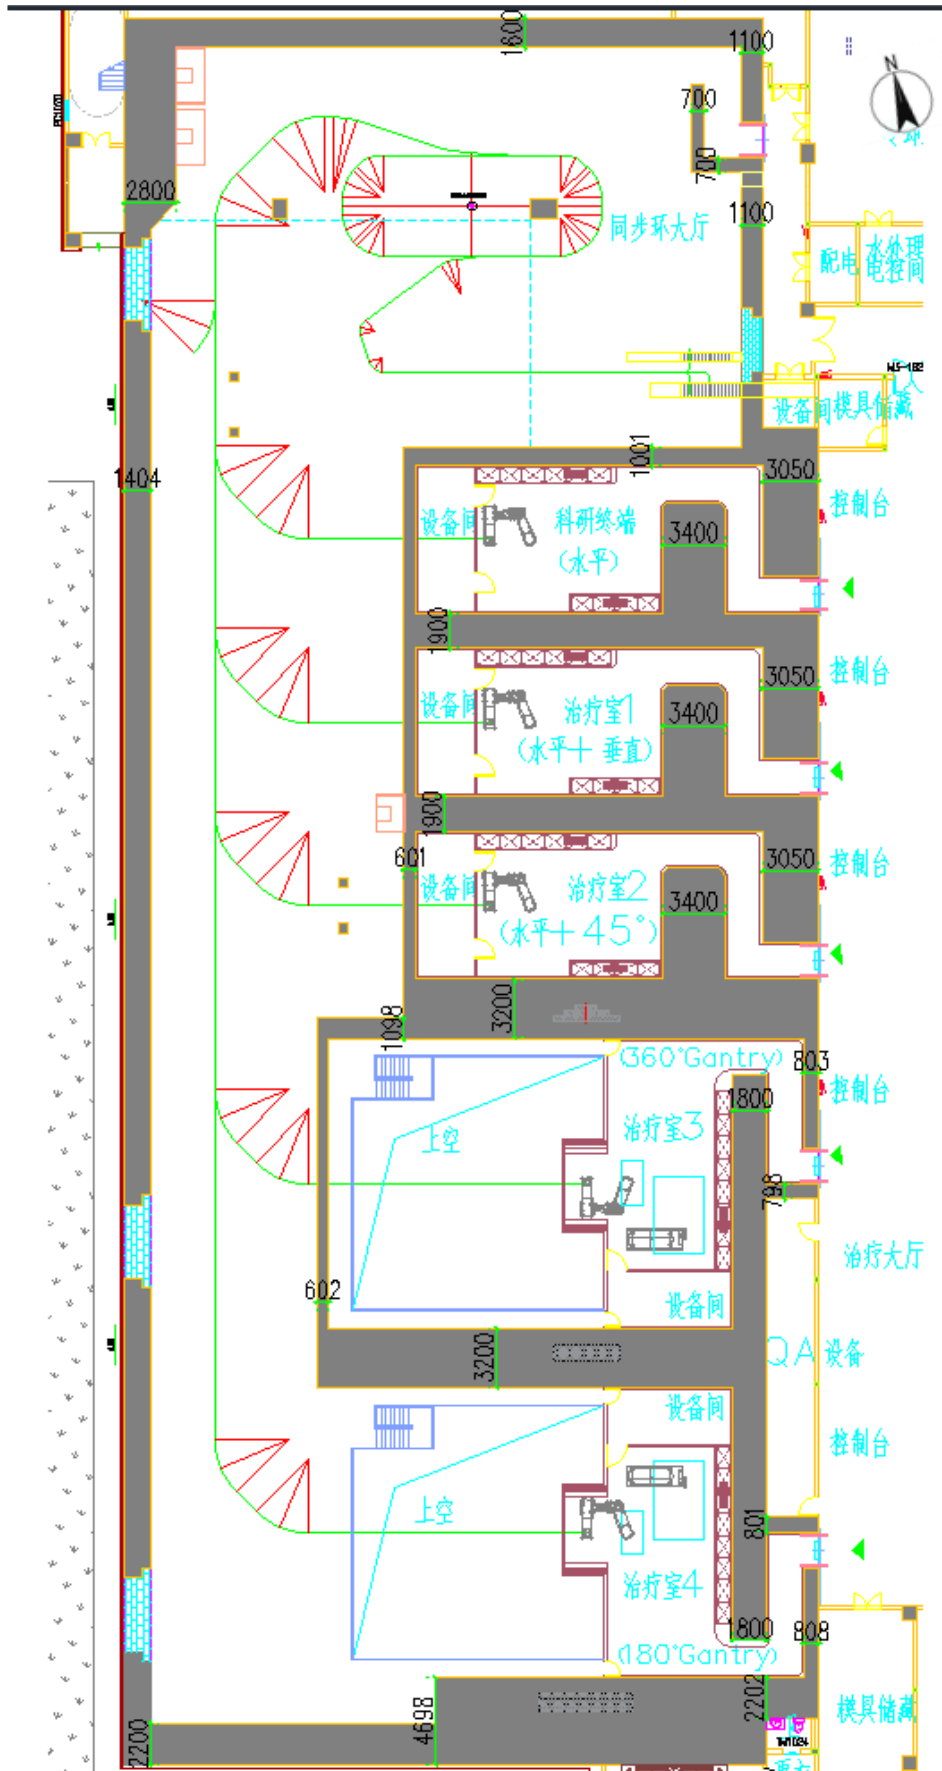 1600
1100
N
700
700
2800
1100
同步环大厅
配电
水处理
电控间
设备间
模具储藏
1001
1404
3050
控制台
设备间
科研终端
(水平)
3400
1900
控制台
3050
设备间
治疗室1
(水平+ 垂直)
3400
1900
601
3050
控制台
设备间
治疗室2
(水平+45°)
3400
3200
1098
(360°Gantry)
803
控制台
1800
治疗室3
上空
798
治疗大厅
602
设备间
3200
QA 设备
设备间
控制台
上空
801
治疗室4
1800
808
(180°Gantry)
2200
4698
2202
模具储藏